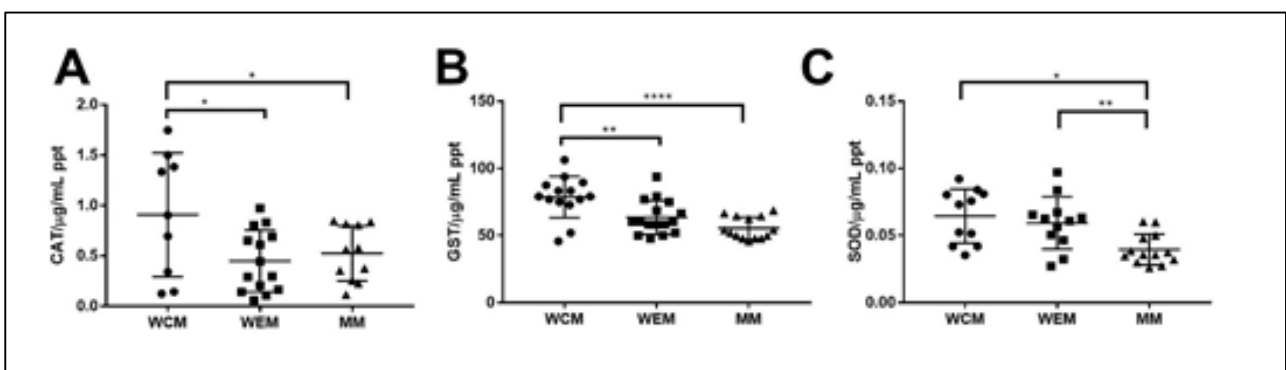 A
CAT/µg/mL ppt
2.0
1.5
1.0
0.5
0.0
*
*
WCM WEM MM
B
GST/µg/mL ppt
150
100
50
0
****
**
WCM WEM MM
C
SOD/µg/mL ppt
0.15
0.10
0.05
0.00
*
**
WCM WEM MM